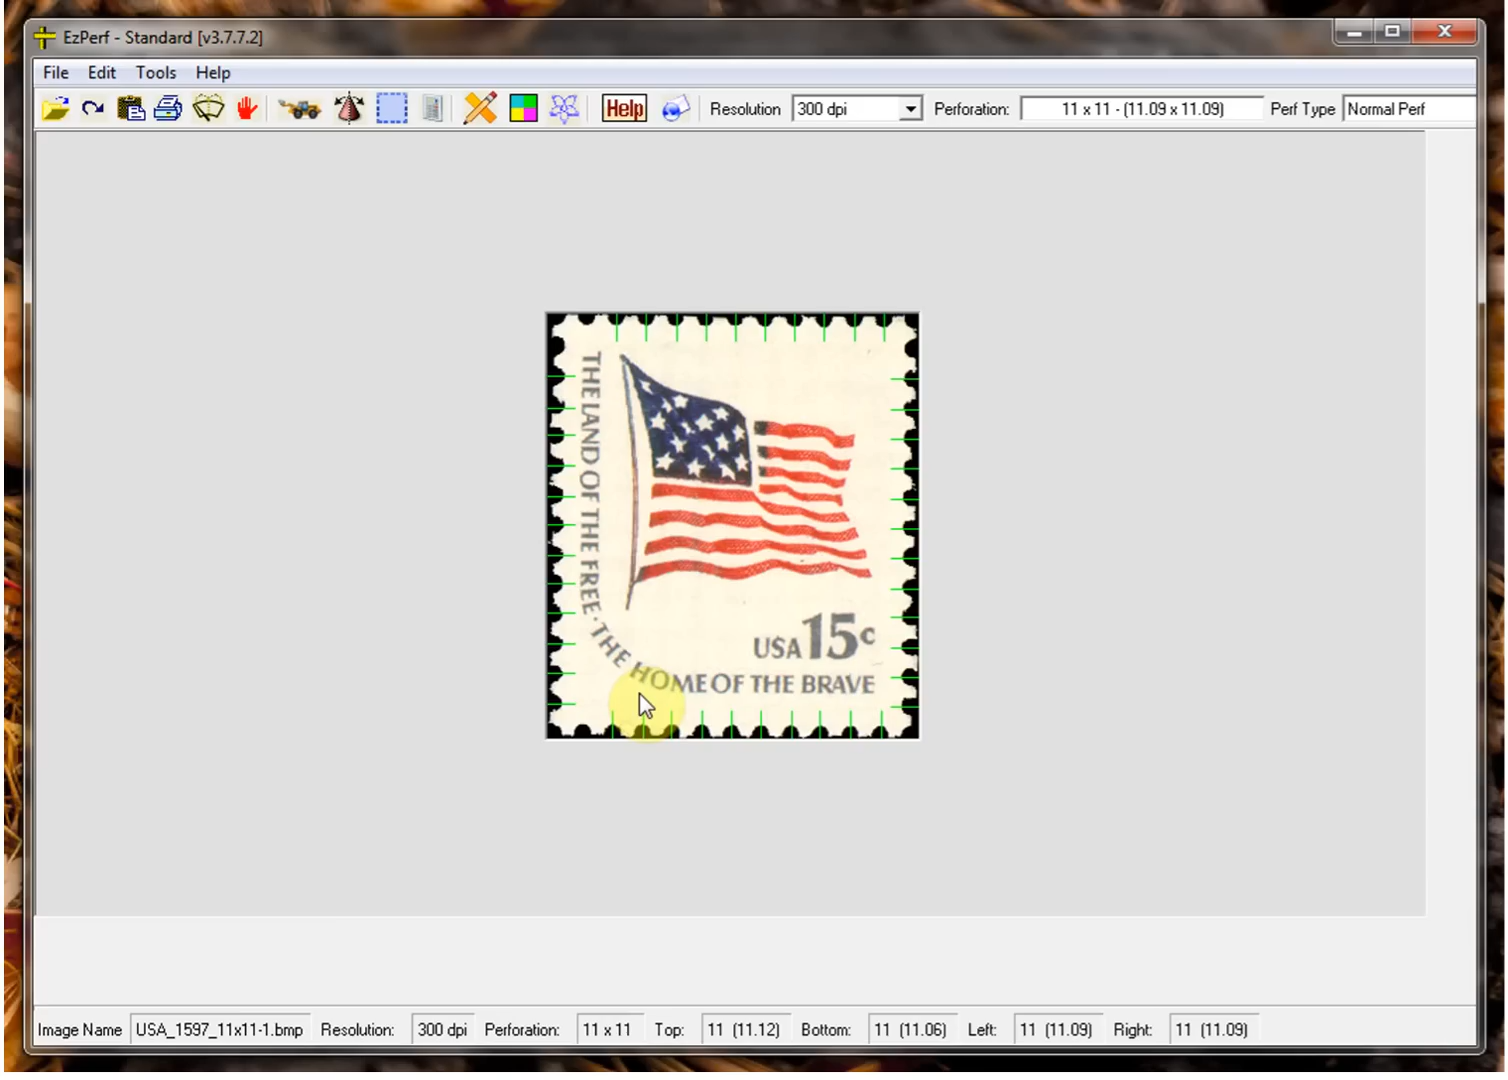 EzPerf - Standard [v3.7.7.2]
File Edit Tools Help
Help Resolution 300 dpi Perforation: 11 x 11 - (11.09 x 11.09) Perf Type Normal Perf
THE LAND OF THE FREE · THE HOME OF THE BRAVE
USA 15c
Image Name USA_1597_11x11-1.bmp Resolution: 300 dpi Perforation: 11 x 11 Top: 11 (11.12) Bottom: 11 (11.06) Left: 11 (11.09) Right: 11 (11.09)